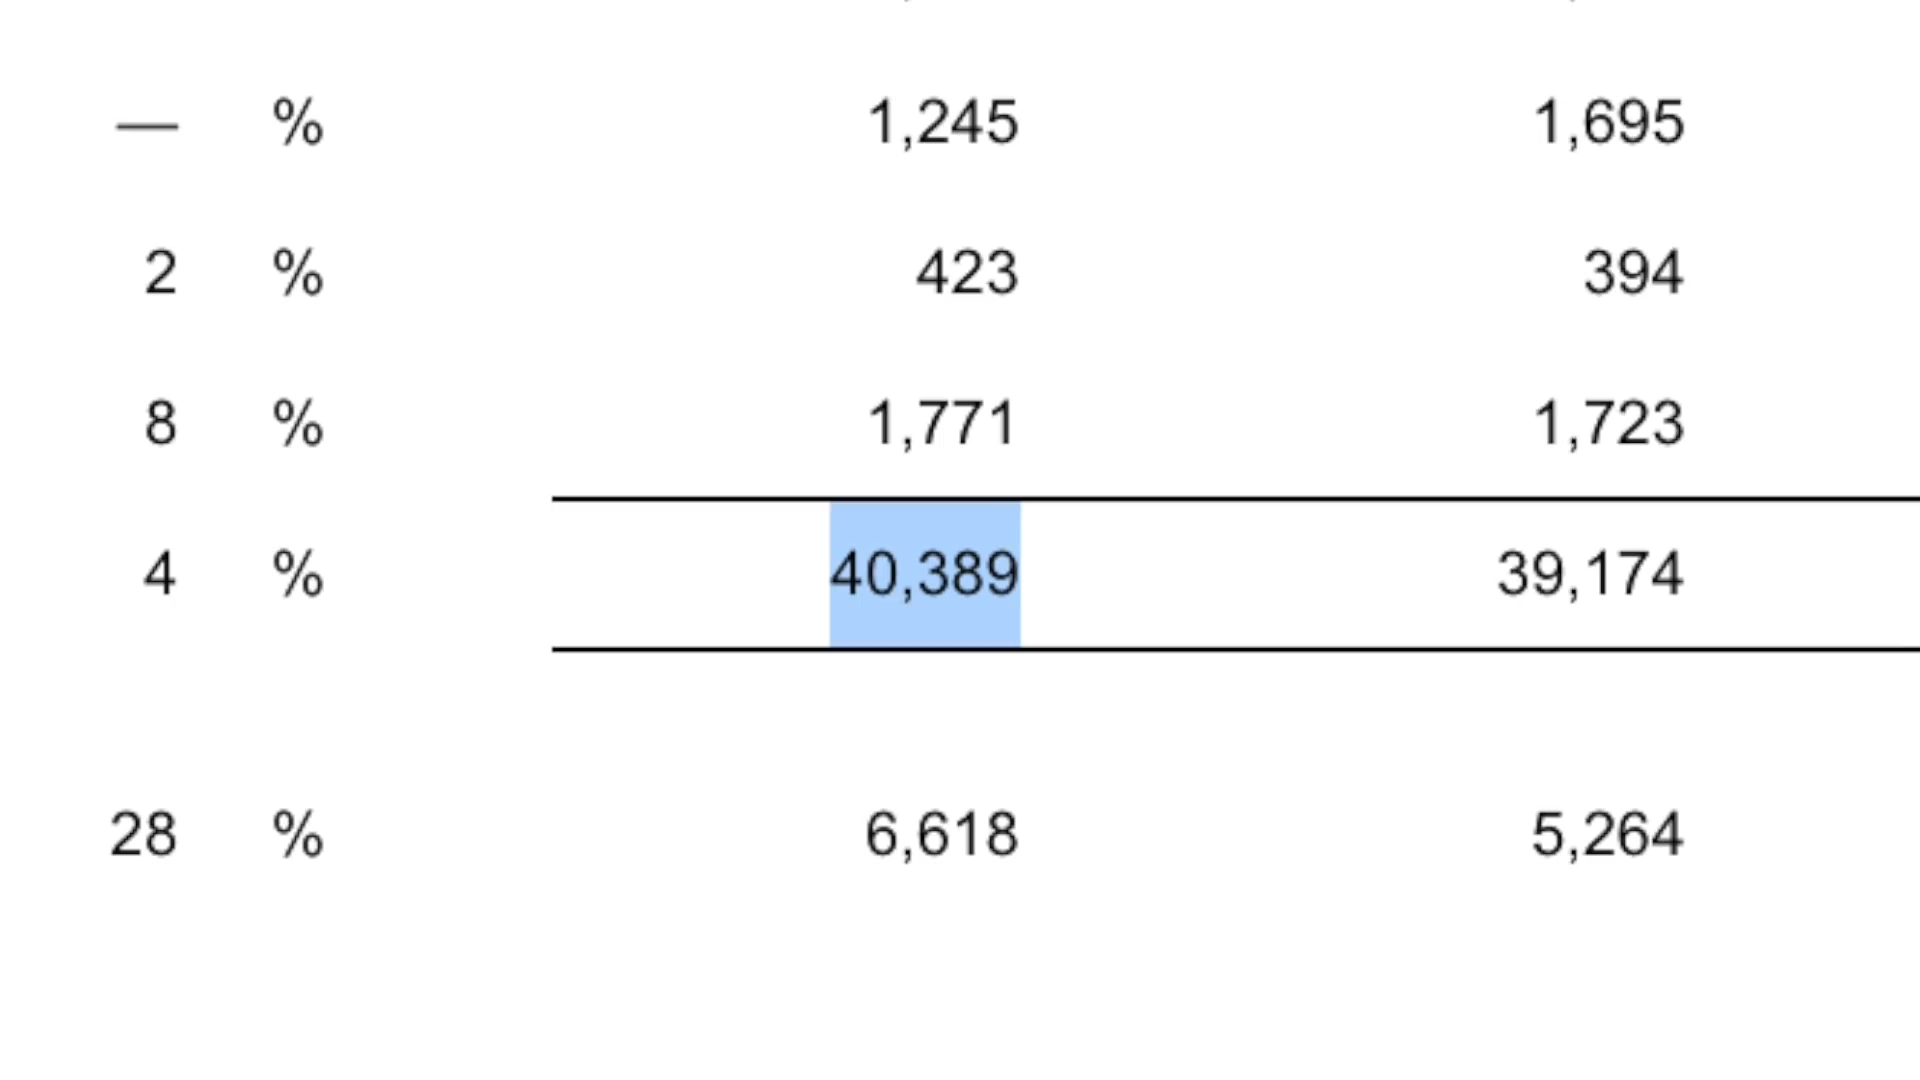 — % 1,245 1,695
2 % 423 394
8 % 1,771 1,723
4 % 40,389 39,174
28 % 6,618 5,264